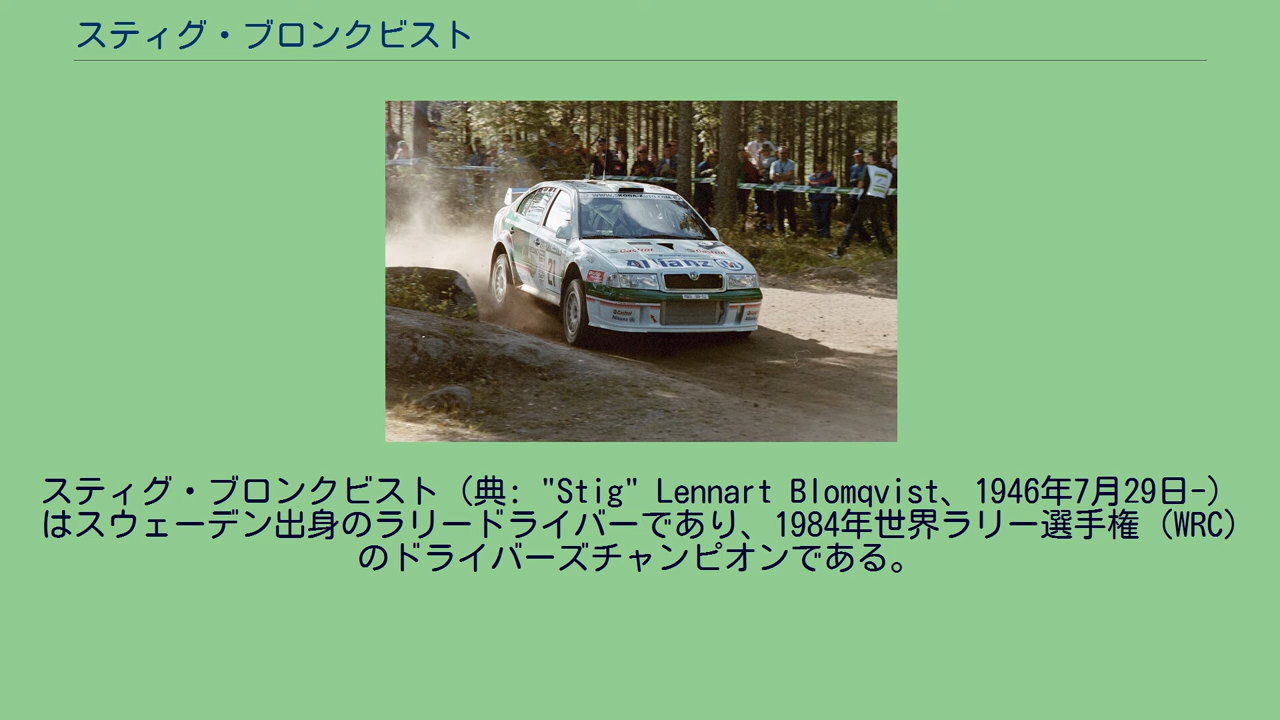 スティグ・ブロンクビスト
Castrol
Allianz
21
スティグ・ブロンクビスト（典: "Stig" Lennart Blomqvist、1946年7月29日-）
はスウェーデン出身のラリードライバーであり、1984年世界ラリー選手権（WRC）
のドライバーズチャンピオンである。